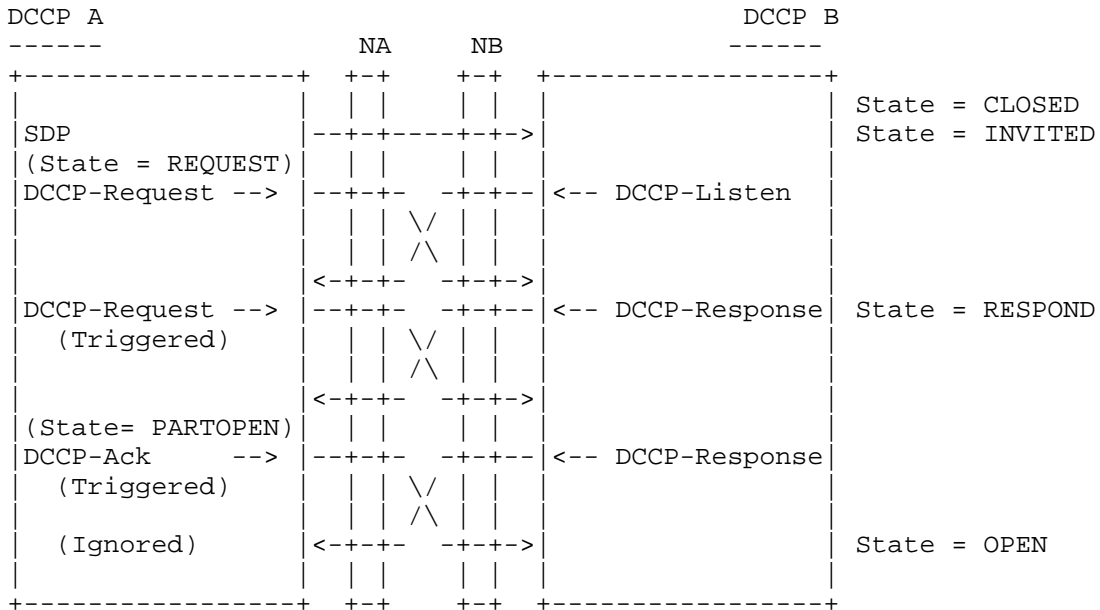 DCCP A                                       DCCP B
------               NA     NB               ------
+-----------------+  +-+    +-+  +-----------------+
|                 |  | |    | |  |                 | State = CLOSED
|SDP              |--+-+----+-+->|                 | State = INVITED
|(State = REQUEST)|  | |    | |  |                 |
|DCCP-Request --> |--+-+-  -+-+--|<-- DCCP-Listen  |
|                 |  | | \/ | |  |                 |
|                 |  | | /\ | |  |                 |
|                 |<-+-+-  -+-+->|                 |
|DCCP-Request --> |--+-+-  -+-+--|<-- DCCP-Response| State = RESPOND
|  (Triggered)    |  | | \/ | |  |                 |
|                 |  | | /\ | |  |                 |
|                 |<-+-+-  -+-+->|                 |
|(State= PARTOPEN)|  | |    | |  |                 |
|DCCP-Ack     --> |--+-+-  -+-+--|<-- DCCP-Response|
|  (Triggered)    |  | | \/ | |  |                 |
|                 |  | | /\ | |  |                 |
|  (Ignored)      |<-+-+-  -+-+->|                 | State = OPEN
|                 |  | |    | |  |                 |
+-----------------+  +-+    +-+  +-----------------+